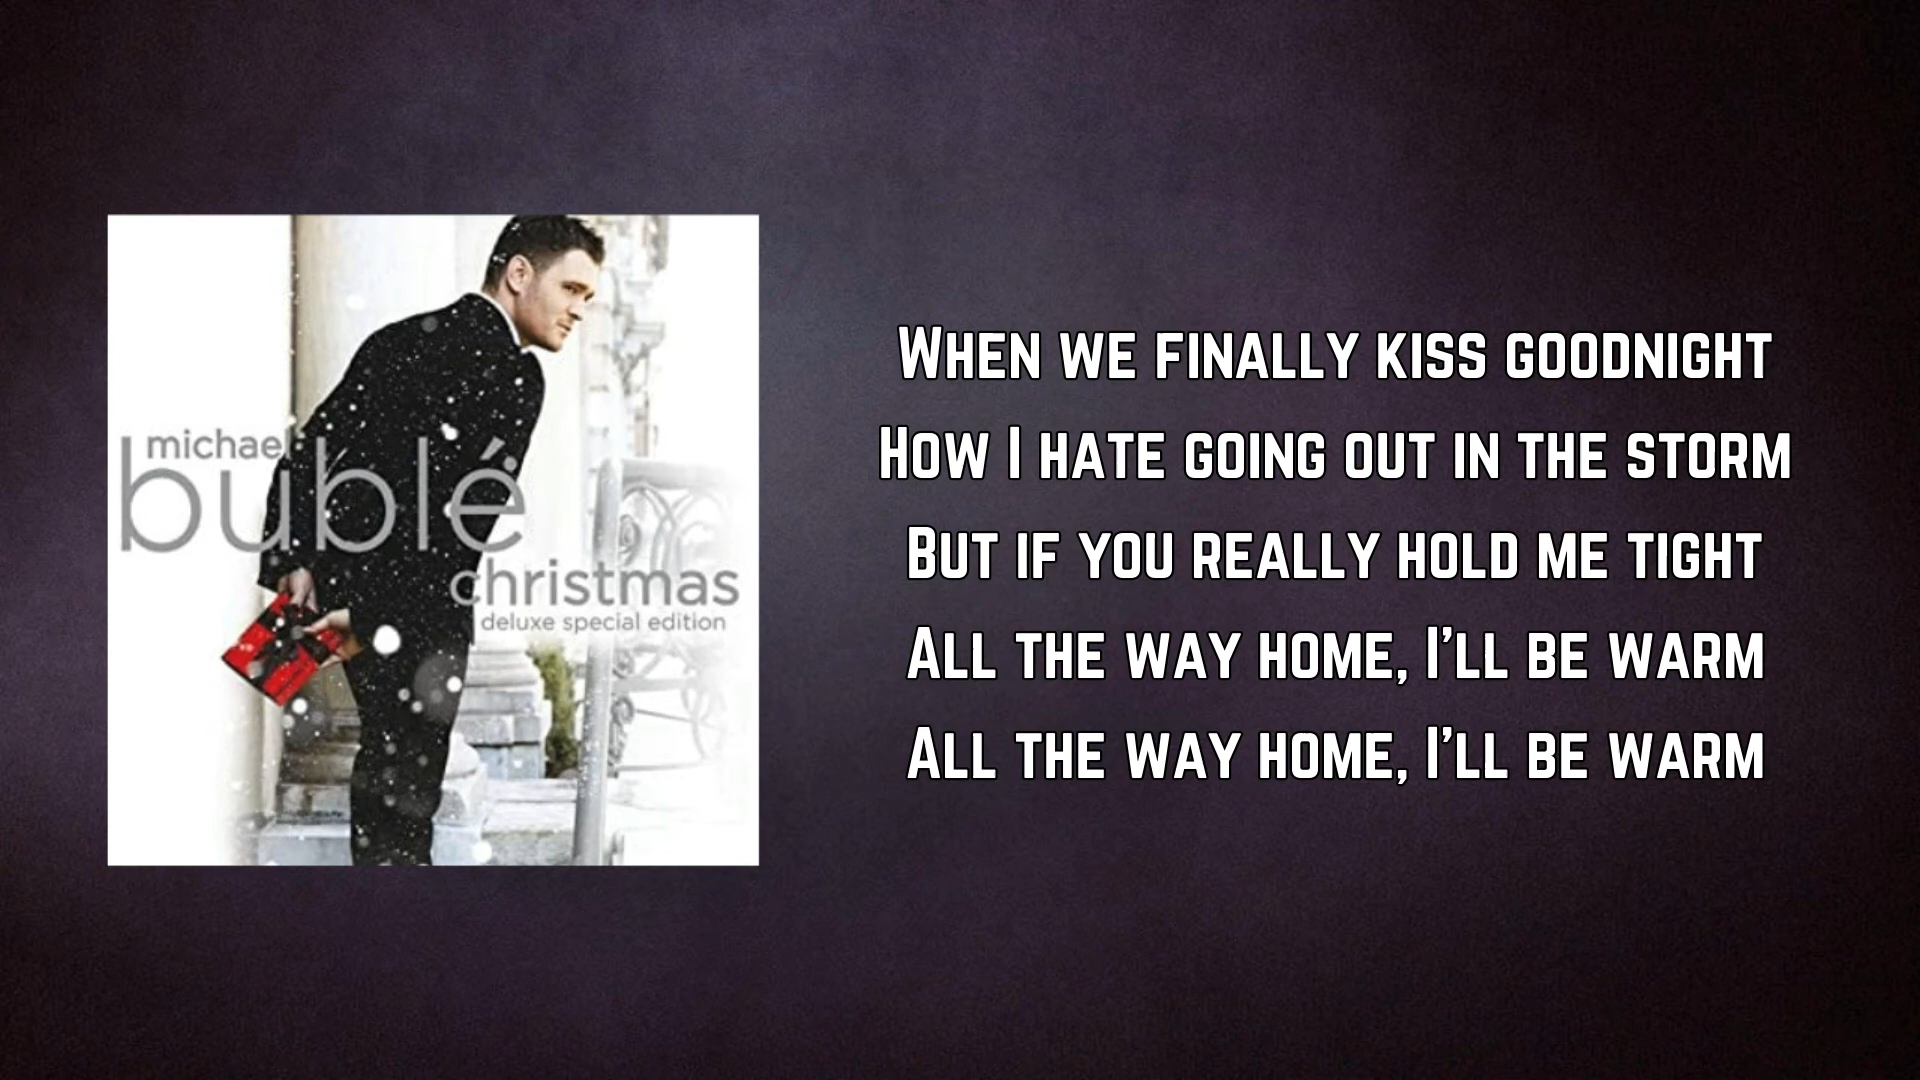 michael
bublé
christmas
deluxe special edition
When we finally kiss goodnight
How I hate going out in the storm
But if you really hold me tight
All the way home, I'll be warm
All the way home, I'll be warm